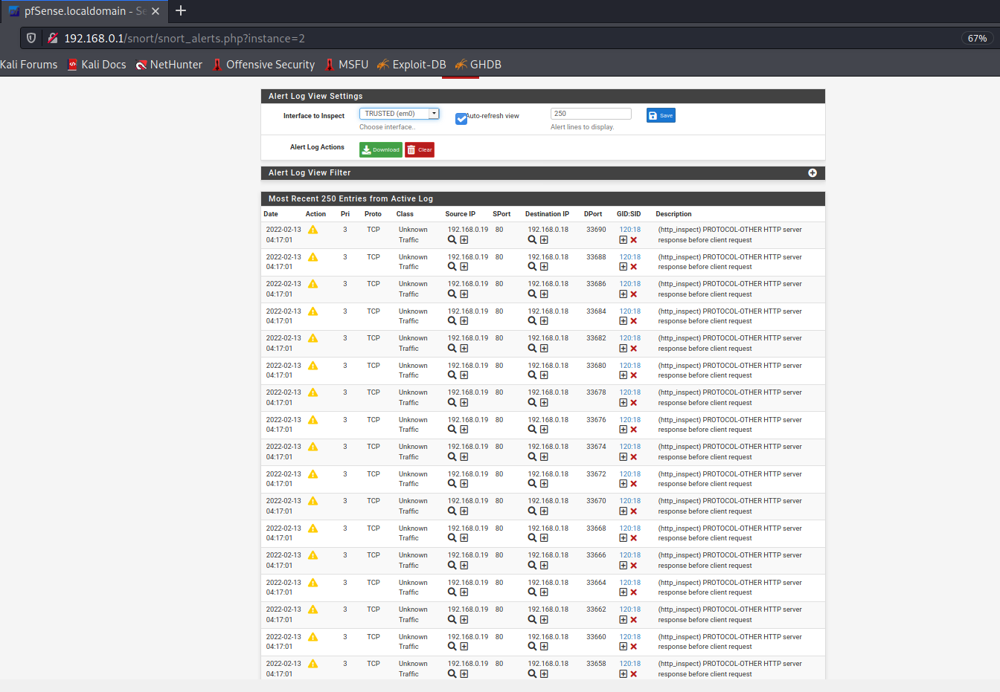 pfSense.localdomain - Se
192.168.0.1/snort/snort_alerts.php?instance=2
67%
Kali Forums Kali Docs NetHunter Offensive Security MSFU Exploit-DB GHDB
Alert Log View Settings
Interface to Inspect TRUSTED (em0) Auto-refresh view 250 Save
Choose interface.. Alert lines to display.
Alert Log Actions Download Clear
Alert Log View Filter
Most Recent 250 Entries from Active Log
Date Action Pri Proto Class Source IP SPort Destination IP DPort GID:SID Description
2022-02-13 3 TCP Unknown 192.168.0.19 80 192.168.0.18 33690 120:18 (http_inspect) PROTOCOL-OTHER HTTP server
04:17:01 Traffic response before client request
2022-02-13 3 TCP Unknown 192.168.0.19 80 192.168.0.18 33688 120:18 (http_inspect) PROTOCOL-OTHER HTTP server
04:17:01 Traffic response before client request
2022-02-13 3 TCP Unknown 192.168.0.19 80 192.168.0.18 33686 120:18 (http_inspect) PROTOCOL-OTHER HTTP server
04:17:01 Traffic response before client request
2022-02-13 3 TCP Unknown 192.168.0.19 80 192.168.0.18 33684 120:18 (http_inspect) PROTOCOL-OTHER HTTP server
04:17:01 Traffic response before client request
2022-02-13 3 TCP Unknown 192.168.0.19 80 192.168.0.18 33682 120:18 (http_inspect) PROTOCOL-OTHER HTTP server
04:17:01 Traffic response before client request
2022-02-13 3 TCP Unknown 192.168.0.19 80 192.168.0.18 33680 120:18 (http_inspect) PROTOCOL-OTHER HTTP server
04:17:01 Traffic response before client request
2022-02-13 3 TCP Unknown 192.168.0.19 80 192.168.0.18 33678 120:18 (http_inspect) PROTOCOL-OTHER HTTP server
04:17:01 Traffic response before client request
2022-02-13 3 TCP Unknown 192.168.0.19 80 192.168.0.18 33676 120:18 (http_inspect) PROTOCOL-OTHER HTTP server
04:17:01 Traffic response before client request
2022-02-13 3 TCP Unknown 192.168.0.19 80 192.168.0.18 33674 120:18 (http_inspect) PROTOCOL-OTHER HTTP server
04:17:01 Traffic response before client request
2022-02-13 3 TCP Unknown 192.168.0.19 80 192.168.0.18 33672 120:18 (http_inspect) PROTOCOL-OTHER HTTP server
04:17:01 Traffic response before client request
2022-02-13 3 TCP Unknown 192.168.0.19 80 192.168.0.18 33670 120:18 (http_inspect) PROTOCOL-OTHER HTTP server
04:17:01 Traffic response before client request
2022-02-13 3 TCP Unknown 192.168.0.19 80 192.168.0.18 33668 120:18 (http_inspect) PROTOCOL-OTHER HTTP server
04:17:01 Traffic response before client request
2022-02-13 3 TCP Unknown 192.168.0.19 80 192.168.0.18 33666 120:18 (http_inspect) PROTOCOL-OTHER HTTP server
04:17:01 Traffic response before client request
2022-02-13 3 TCP Unknown 192.168.0.19 80 192.168.0.18 33664 120:18 (http_inspect) PROTOCOL-OTHER HTTP server
04:17:01 Traffic response before client request
2022-02-13 3 TCP Unknown 192.168.0.19 80 192.168.0.18 33662 120:18 (http_inspect) PROTOCOL-OTHER HTTP server
04:17:01 Traffic response before client request
2022-02-13 3 TCP Unknown 192.168.0.19 80 192.168.0.18 33660 120:18 (http_inspect) PROTOCOL-OTHER HTTP server
04:17:01 Traffic response before client request
2022-02-13 3 TCP Unknown 192.168.0.19 80 192.168.0.18 33658 120:18 (http_inspect) PROTOCOL-OTHER HTTP server
04:17:01 Traffic response before client request